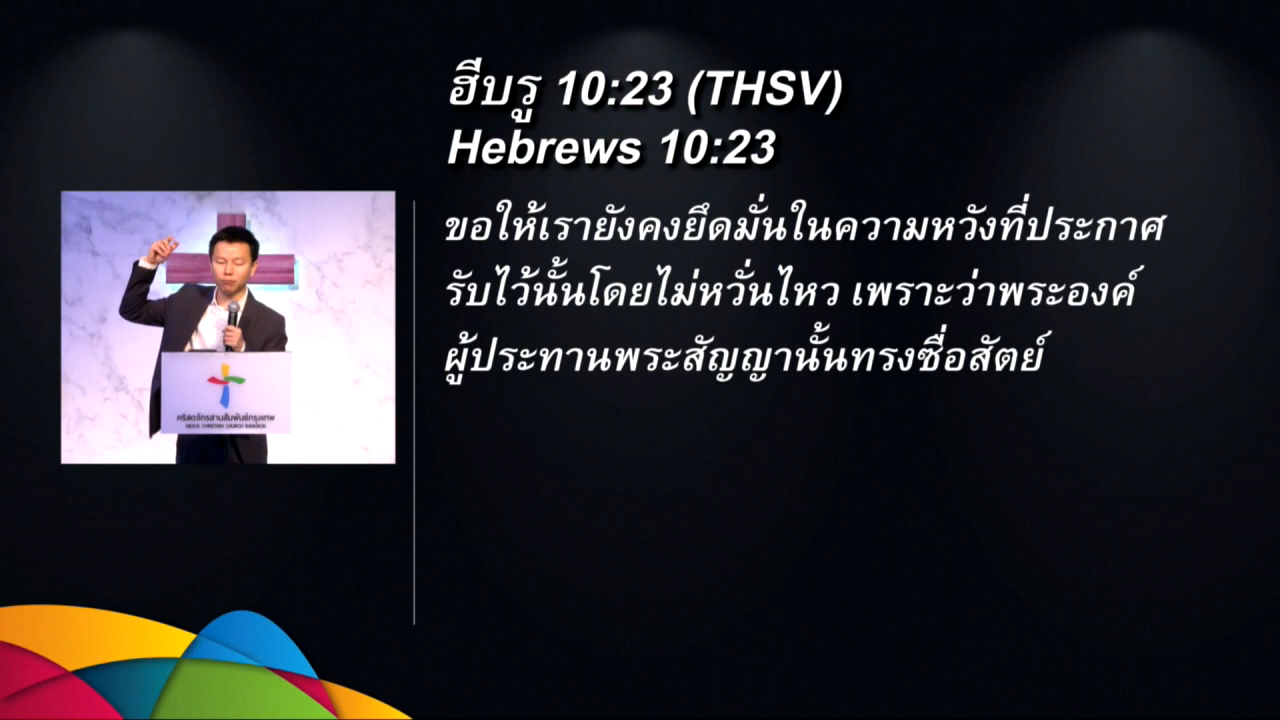 ฮีบรู 10:23 (THSV)
Hebrews 10:23
ขอให้เรายังคงยึดมั่นในความหวังที่ประกาศ
รับไว้นั้นโดยไม่หวั่นไหว เพราะว่าพระองค์
ผู้ประทานพระสัญญานั้นทรงซื่อสัตย์
คริสตจักรสานสัมพันธ์กรุงเทพ
NEXUS CHRISTIAN CHURCH BANGKOK